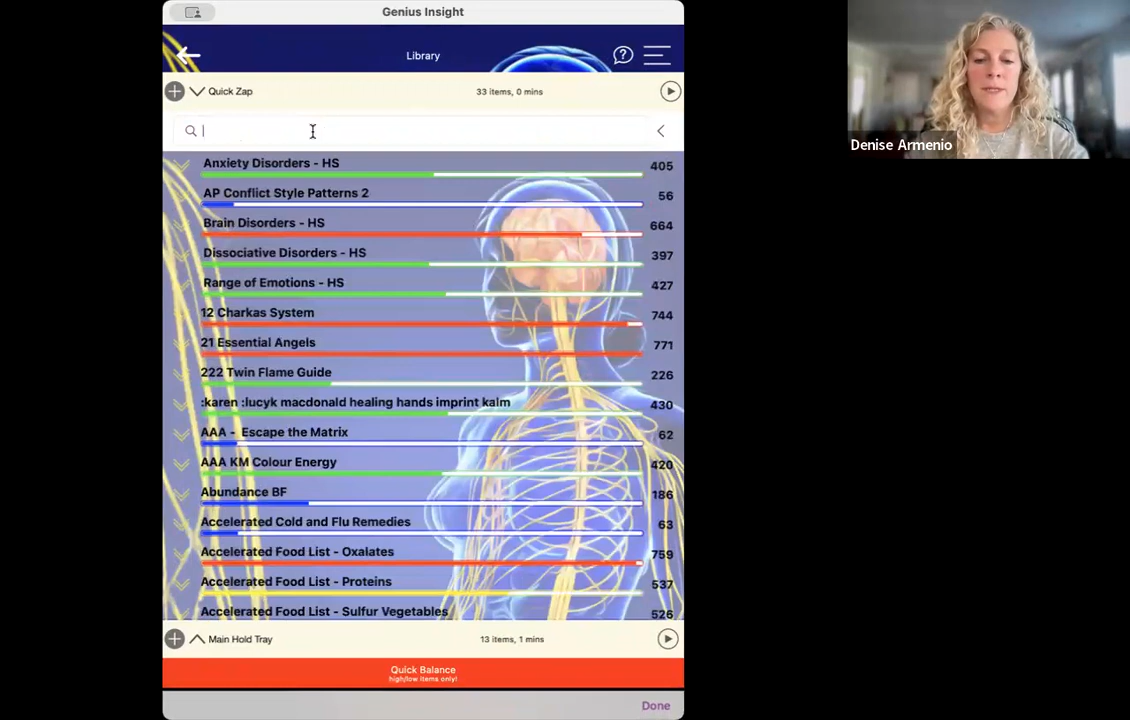 Genius Insight
Library
Quick Zap
33 items, 0 mins
Anxiety Disorders - HS
405
AP Conflict Style Patterns 2
56
Brain Disorders - HS
664
Dissociative Disorders - HS
397
Range of Emotions - HS
427
12 Charkas System
744
21 Essential Angels
771
222 Twin Flame Guide
226
:karen :lucyk macdonald healing hands imprint kalm
430
AAA - Escape the Matrix
62
AAA KM Colour Energy
420
Abundance BF
186
Accelerated Cold and Flu Remedies
63
Accelerated Food List - Oxalates
759
Accelerated Food List - Proteins
537
Accelerated Food List - Sulfur Vegetables
526
Main Hold Tray
13 items, 1 mins
Quick Balance
high/low items only!
Done
Denise Armenio